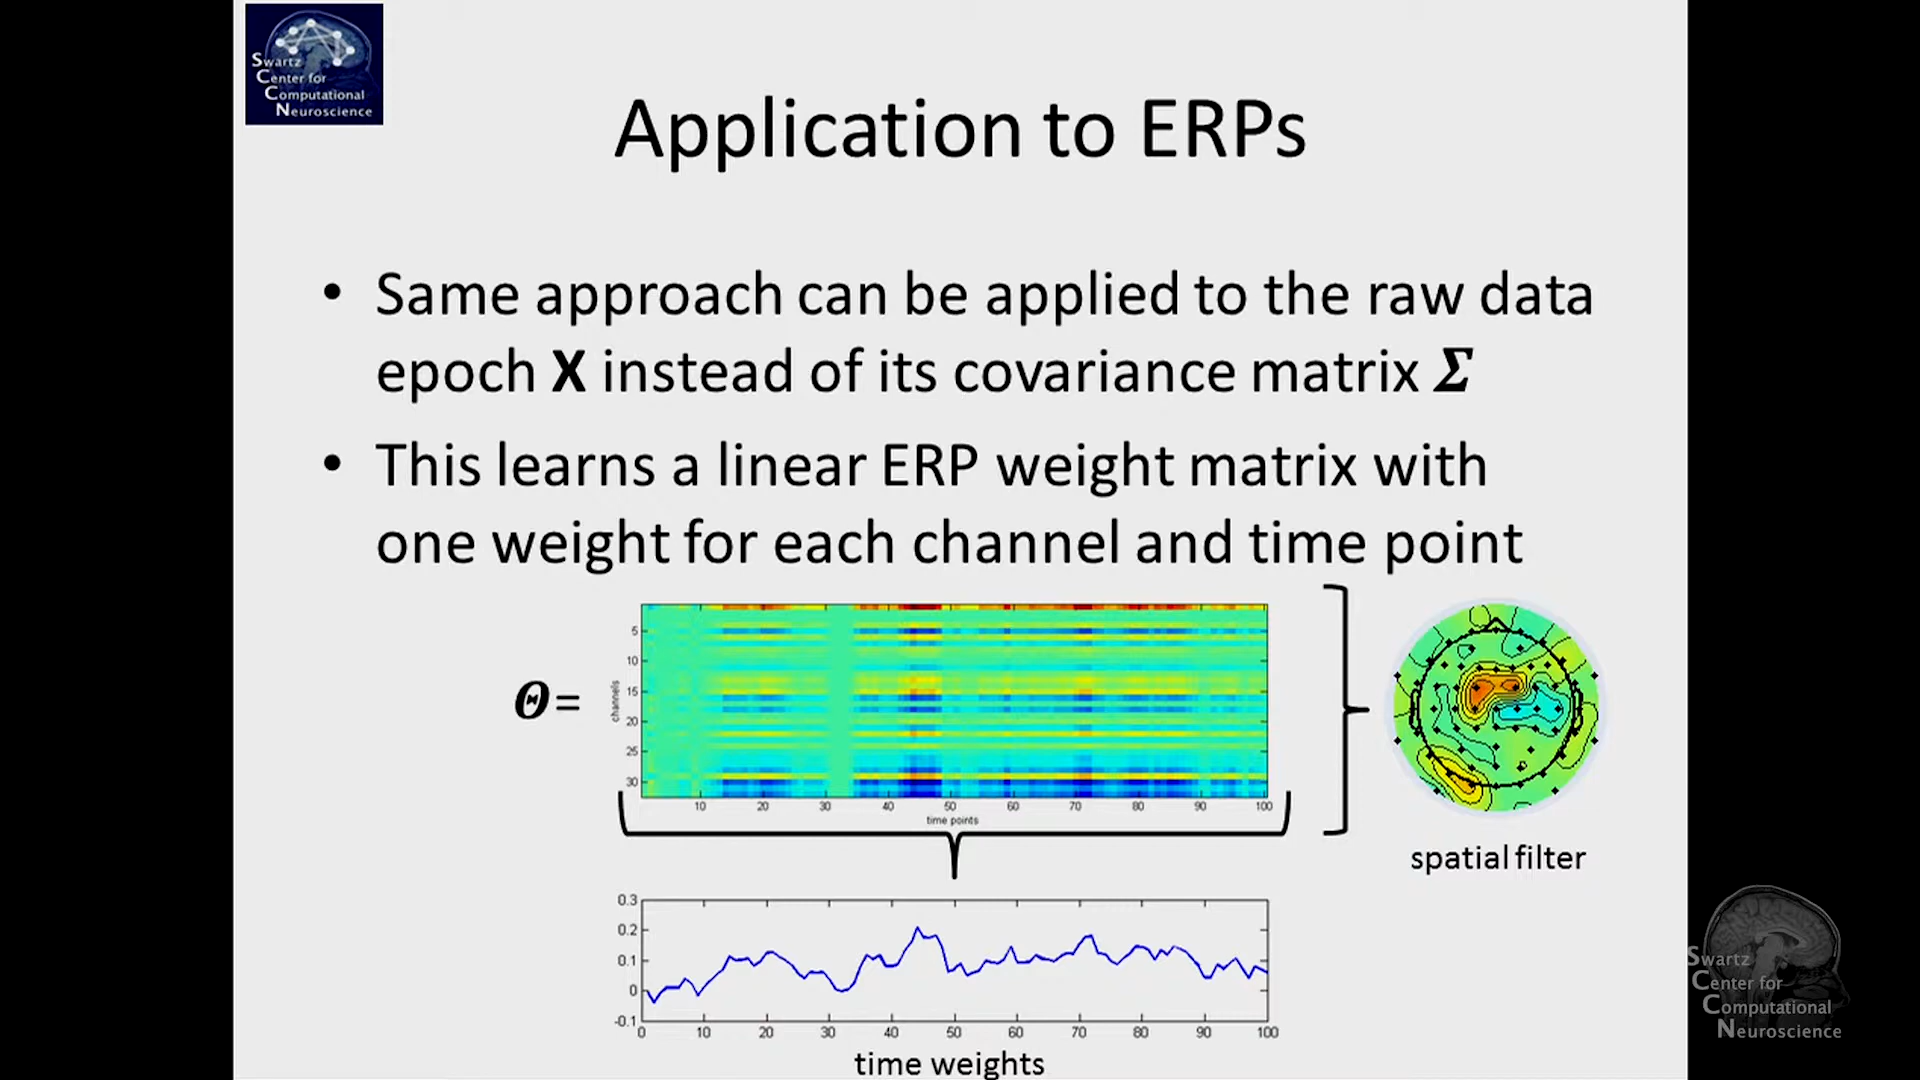 Swartz
Center for
Computational
Neuroscience
Application to ERPs
• Same approach can be applied to the raw data
epoch X instead of its covariance matrix Σ
• This learns a linear ERP weight matrix with
one weight for each channel and time point
Θ=
channels
5
10
15
20
25
30
10 20 30 40 50 60 70 80 90 100
time points
spatial filter
0.3
0.2
0.1
0
-0.1
0 10 20 30 40 50 60 70 80 90 100
time weights
Swartz
Center for
Computational
Neuroscience